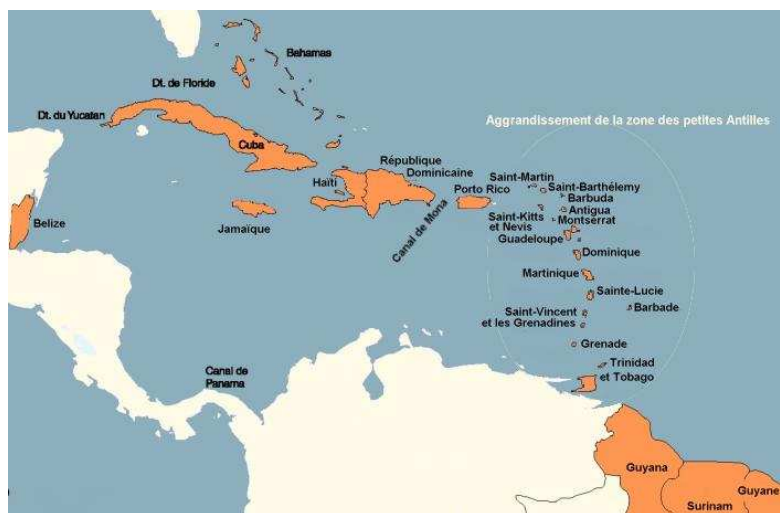 Bahamas
Dt. de Floride
Dt. du Yucatan
Aggrandissement de la zone des petites Antilles
Cuba
République
Dominicaine
Haïti
Porto Rico
Saint-Martin
Saint-Barthélemy
Barbuda
Antigua
Saint-Kitts
et Nevis
Montserrat
Belize
Jamaïque
Canal de Mona
Guadeloupe
Dominique
Martinique
Sainte-Lucie
Barbade
Saint-Vincent
et les Grenadines
Grenade
Canal de
Panama
Trinidad
et Tobago
Guyana
Surinam
Guyane